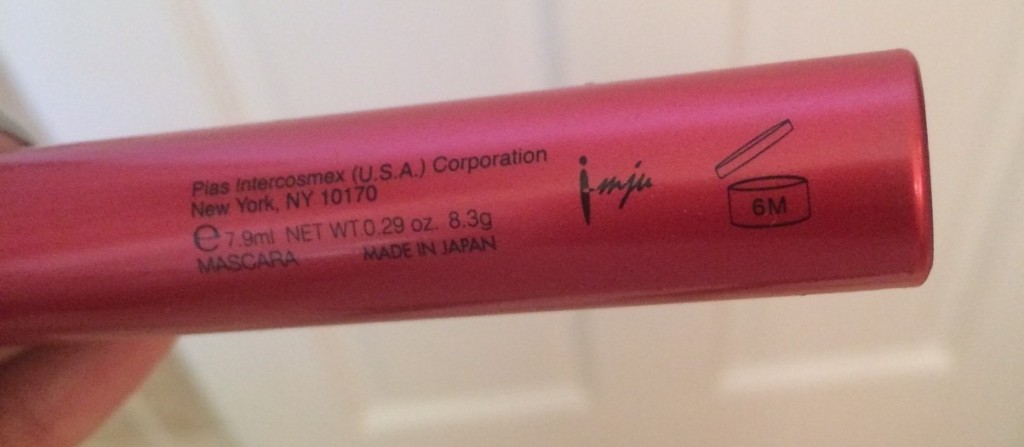 Pias Intercosmex (U.S.A.) Corporation
New York, NY 10170
e 7.9ml NET WT.0.29 oz. 8.3g
MASCARA MADE IN JAPAN
i-mju
6M